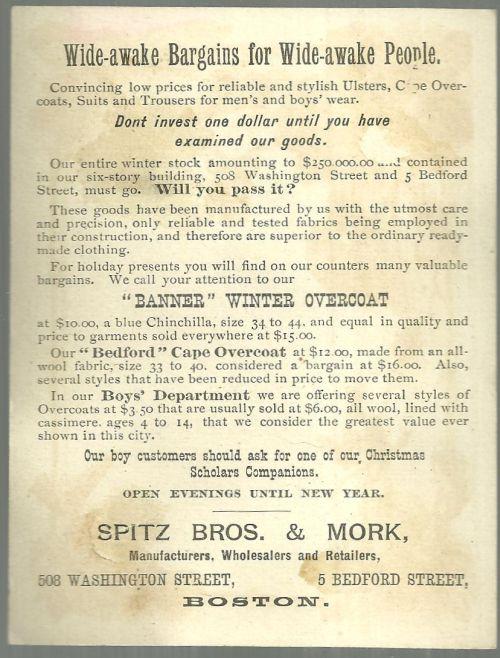 Wide-awake Bargains for Wide-awake People.
Convincing low prices for reliable and stylish Ulsters, Over-
coats, Suits and Trousers for men's and boys' wear.
Dont invest one dollar until you have
examined our goods.
Our entire winter stock amounting to $250.000.00 contained
in our six-story building, 508 Washington Street and 5 Bedford
Street, must go. Will you pass it?
These goods have been manufactured by us with the utmost care
and precision, only reliable and tested fabrics being employed in
their construction, and therefore are superior to the ordinary ready-
made clothing.
For holiday presents you will find on our counters many valuable
bargains. We call your attention to our
"BANNER" WINTER OVERCOAT
at $10.00, a blue Chinchilla, size 34 to 44. and equal in quality and
price to garments sold everywhere at $15.00.
Our "Bedford" Cape Overcoat at $12.00, made from an all-
wool fabric, size 33 to 40. considered a bargain at $16.00. Also,
several styles that have been reduced in price to move them.
In our Boys' Department we are offering several styles of
Overcoats at $3.50 that are usually sold at $6.00, all wool, lined with
cassimere. ages 4 to 14, that we consider the greatest value ever
shown in this city.
Our boy customers should ask for one of our Christmas
Scholars Companions.
OPEN EVENINGS UNTIL NEW YEAR.
SPITZ BROS. & MORK,
Manufacturers, Wholesalers and Retailers,
508 WASHINGTON STREET, 5 BEDFORD STREET,
BOSTON.